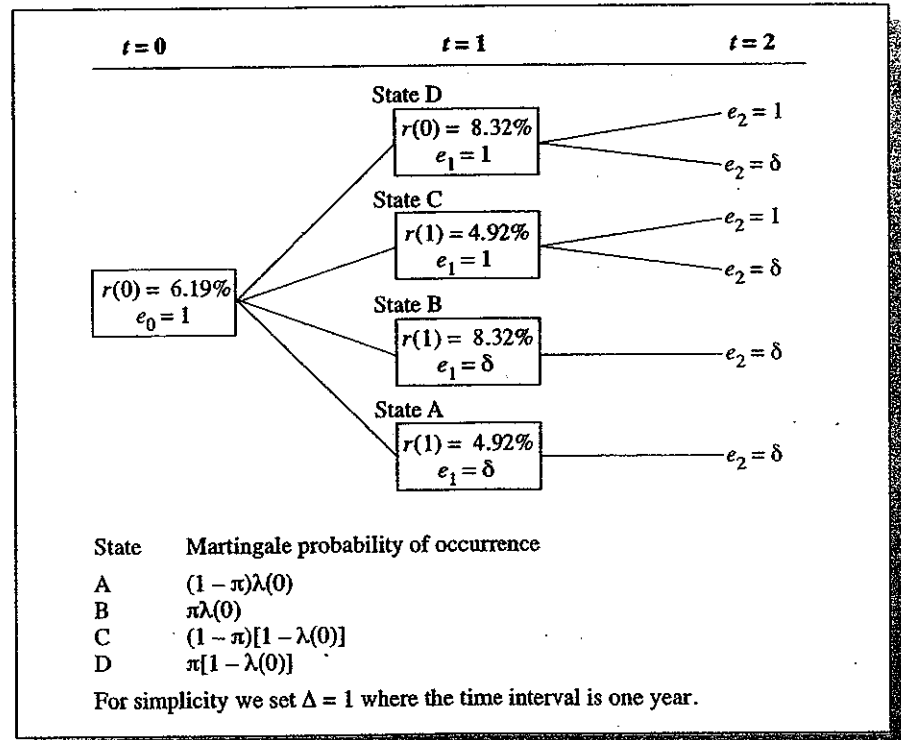 t = 0 t = 1 t = 2
State D
r(0) = 8.32%
e₁ = 1
e₂ = 1
e₂ = δ
State C
r(1) = 4.92%
e₁ = 1
e₂ = 1
e₂ = δ
r(0) = 6.19%
e₀ = 1
State B
r(1) = 8.32%
e₁ = δ
e₂ = δ
State A
r(1) = 4.92%
e₁ = δ
e₂ = δ
State Martingale probability of occurrence
A (1 – π)λ(0)
B πλ(0)
C (1 – π)[1 – λ(0)]
D π[1 – λ(0)]
For simplicity we set Δ = 1 where the time interval is one year.